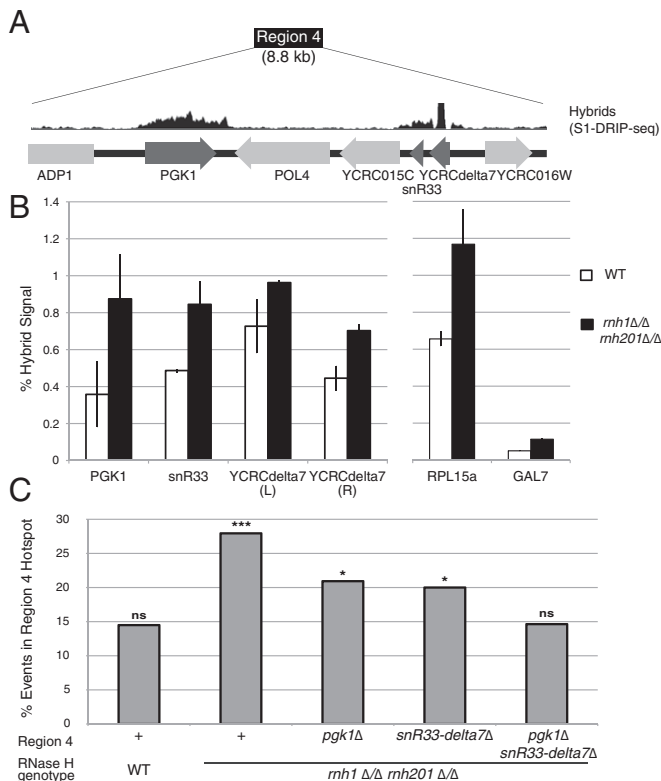 A
Region 4
(8.8 kb)
Hybrids
(S1-DRIP-seq)
ADP1 PGK1 POL4 YCRC015C YCRCdelta7 YCRC016W
snR33
B
% Hybrid Signal
1.4
1.2
1
0.8
0.6
0.4
0.2
0
PGK1 snR33 YCRCdelta7 (L) YCRCdelta7 (R) RPL15a GAL7
WT
rnh1Δ/Δ
rnh201Δ/Δ
C
% Events in Region 4 Hotspot
30
25
20
15
10
5
0
ns *** * * ns
Region 4 + + pgk1Δ snR33-delta7Δ pgk1Δ
snR33-delta7Δ
RNase H
genotype WT rnh1 Δ/Δ rnh201 Δ/Δ